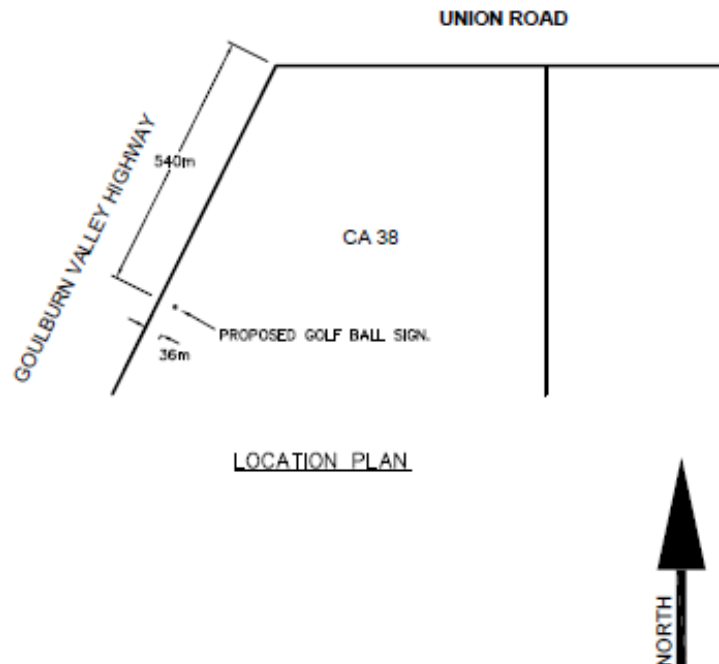 UNION ROAD
540m
GOULBURN VALLEY HIGHWAY
CA 38
PROPOSED GOLF BALL SIGN.
36m
LOCATION PLAN
NORTH